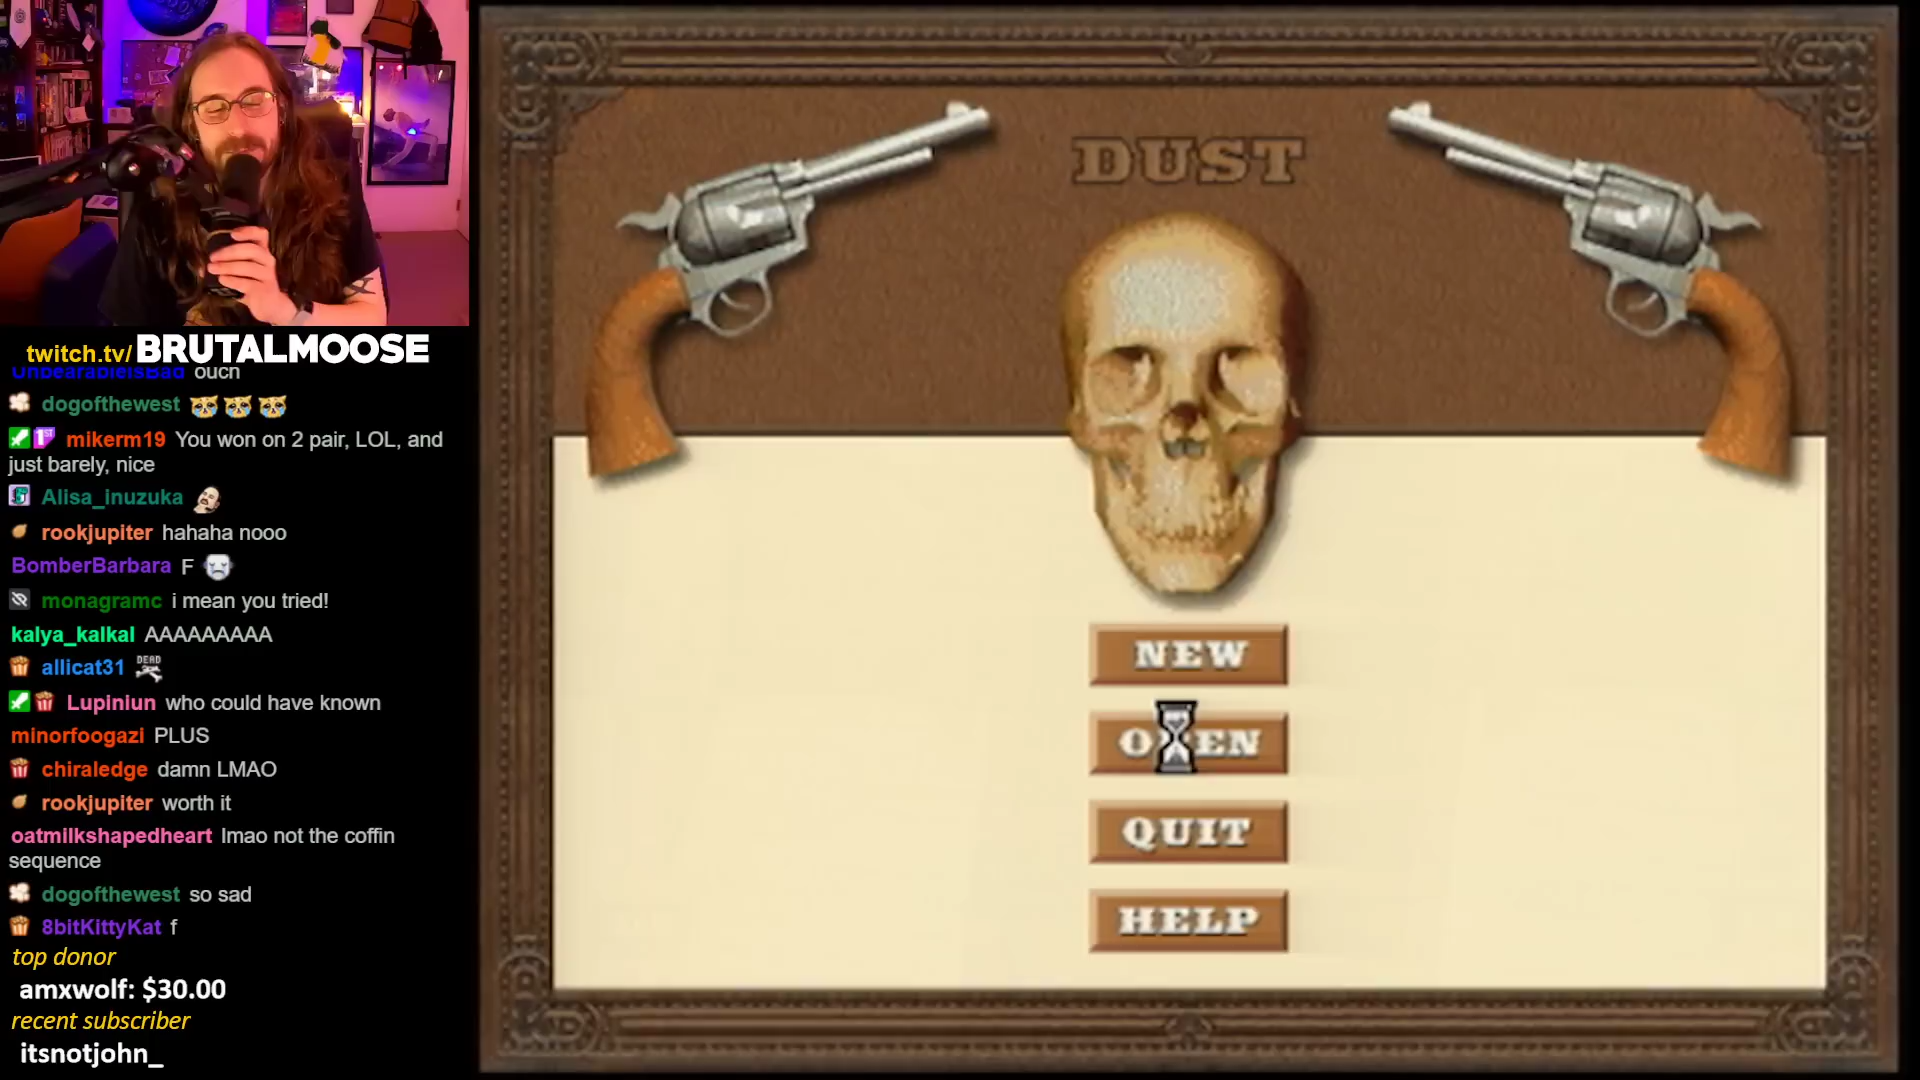 twitch.tv/BRUTALMOOSE
UnbearableIsBad ouch
dogofthewest
mikerm19 You won on 2 pair, LOL, and
just barely, nice
Alisa_inuzuka
rookjupiter hahaha nooo
BomberBarbara F
monagramc i mean you tried!
kalya_kalkal AAAAAAAAA
allicat31 DEAD
Lupiniun who could have known
minorfoogazi PLUS
chiraledge damn LMAO
rookjupiter worth it
oatmilkshapedheart lmao not the coffin
sequence
dogofthewest so sad
8bitKittyKat f
top donor
amxwolf: $30.00
recent subscriber
itsnotjohn_
DUST
NEW
OPEN
QUIT
HELP